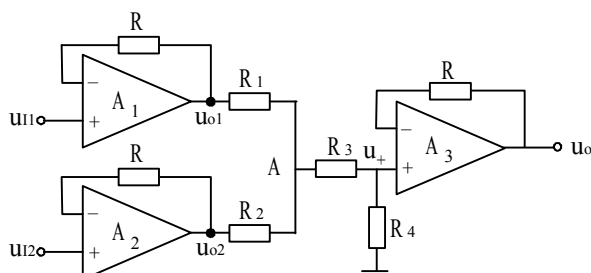 R
R 1
− A 1 +
uI1
uo1
R
R
A
R 3
u+
− A 3 +
uo
R 2
R 4
− A 2 +
uI2
uo2